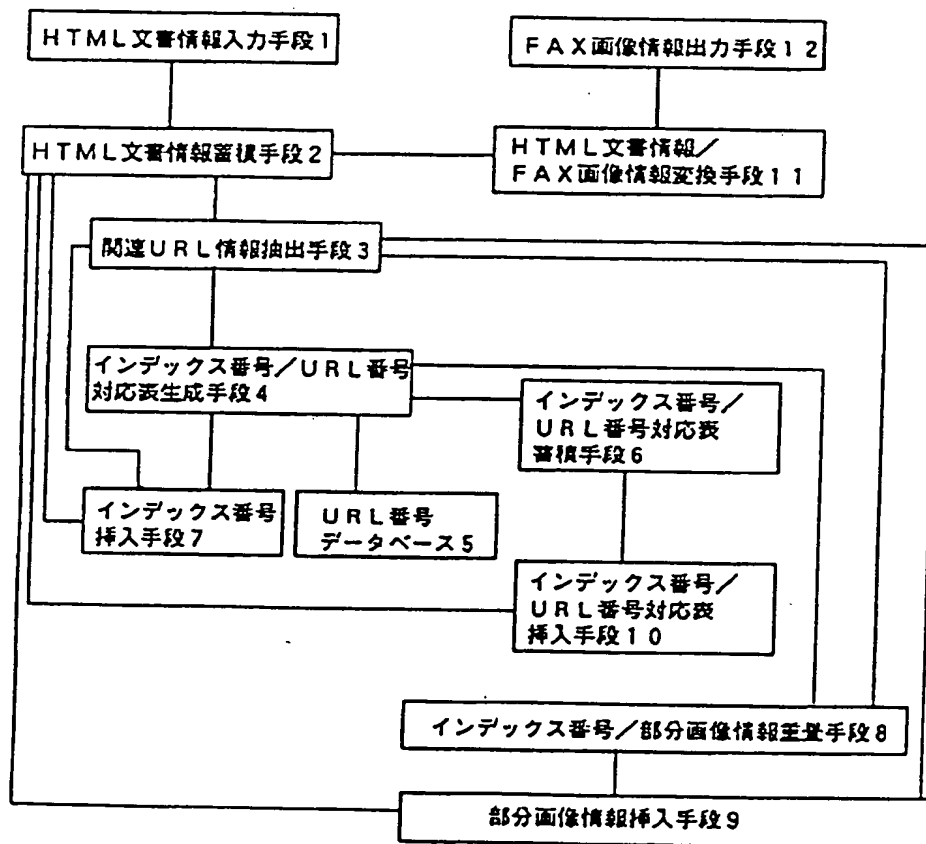 HTML文書情報入力手段1
FAX画像情報出力手段12
HTML文書情報蓄積手段2
HTML文書情報／
FAX画像情報変換手段11
関連URL情報抽出手段3
インデックス番号／URL番号
対応表生成手段4
インデックス番号／
URL番号対応表
蓄積手段6
インデックス番号
挿入手段7
URL番号
データベース5
インデックス番号／
URL番号対応表
挿入手段10
インデックス番号／部分画像情報重畳手段8
部分画像情報挿入手段9